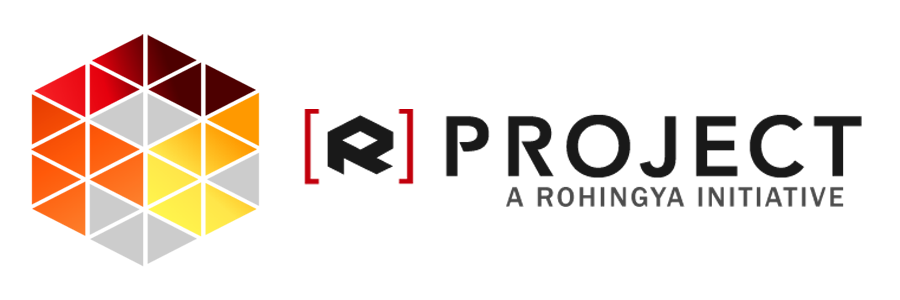 [R] PROJECT
A ROHINGYA INITIATIVE